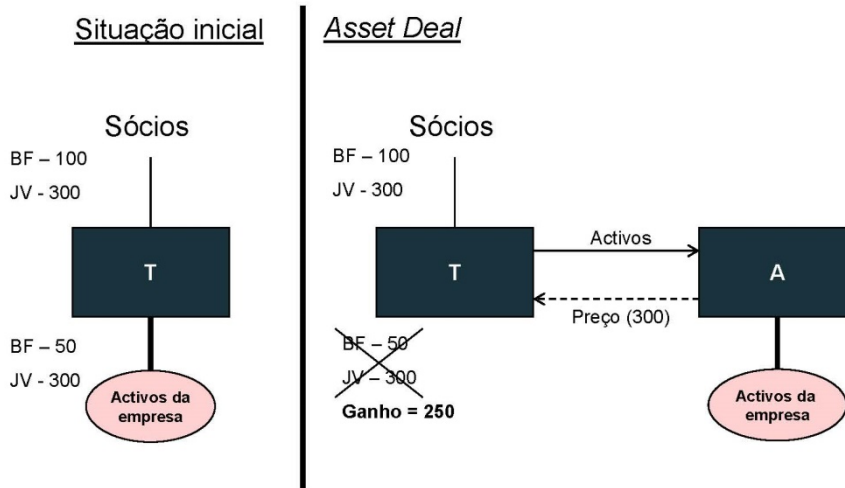 Situação inicial
Sócios
BF – 100
JV - 300
T
BF – 50
JV - 300
Activos da
empresa
Asset Deal
Sócios
BF – 100
JV - 300
T
Activos
Preço (300)
A
BF – 50
JV – 300
Ganho = 250
Activos da
empresa